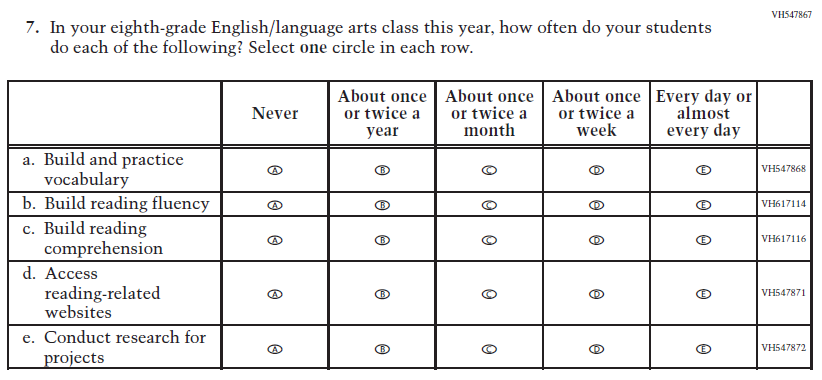 VH547867
7. In your eighth-grade English/language arts class this year, how often do your students
do each of the following? Select one circle in each row.
Never
About once
or twice a
year
About once
or twice a
month
About once
or twice a
week
Every day or
almost
every day
a. Build and practice
vocabulary
A B C D E VH547868
b. Build reading fluency A B C D E VH617114
c. Build reading
comprehension
A B C D E VH617116
d. Access
reading-related
websites
A B C D E VH547871
e. Conduct research for
projects
A B C D E VH547872